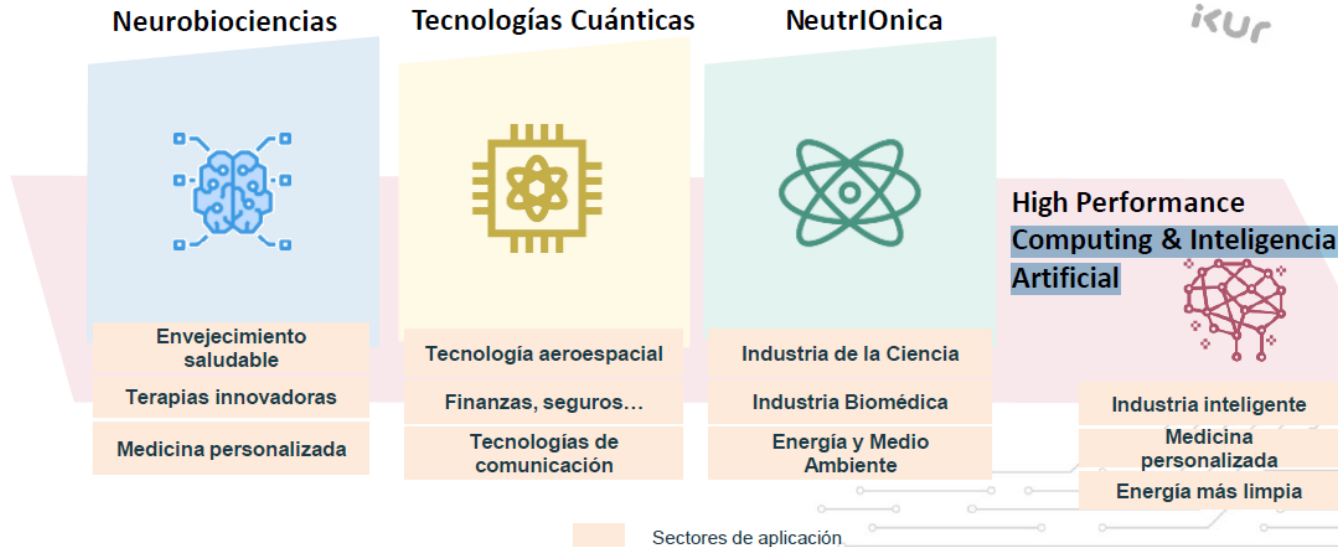 Neurobiociencias
Tecnologías Cuánticas
NeutrIOnica
ikur
High Performance
Computing & Inteligencia
Artificial
Envejecimiento
saludable
Terapias innovadoras
Medicina personalizada
Tecnología aeroespacial
Finanzas, seguros...
Tecnologías de
comunicación
Industria de la Ciencia
Industria Biomédica
Energía y Medio
Ambiente
Industria inteligente
Medicina
personalizada
Energía más limpia
Sectores de aplicación